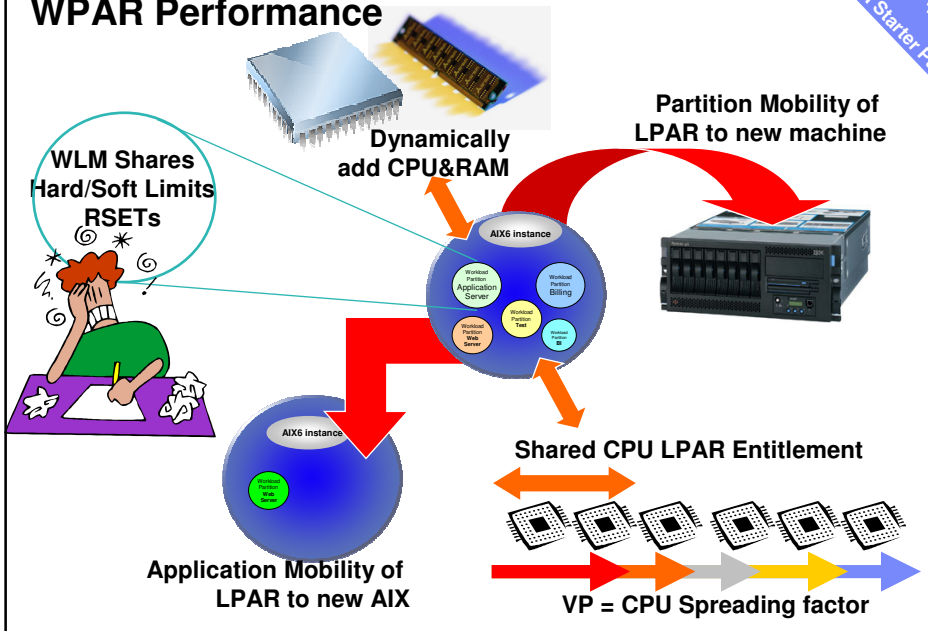 WPAR Performance
Starter
Partition Mobility of
LPAR to new machine
Dynamically
add CPU&RAM
WLM Shares
Hard/Soft Limits
RSETs
AIX6 instance
Workload
Partition
Application
Server
Workload
Partition
Billing
Workload
Partition
Test
Workload
Partition
Web
Server
Workload
Partition
BI
AIX6 instance
Workload
Partition
Web
Server
Shared CPU LPAR Entitlement
Application Mobility of
LPAR to new AIX
VP = CPU Spreading factor